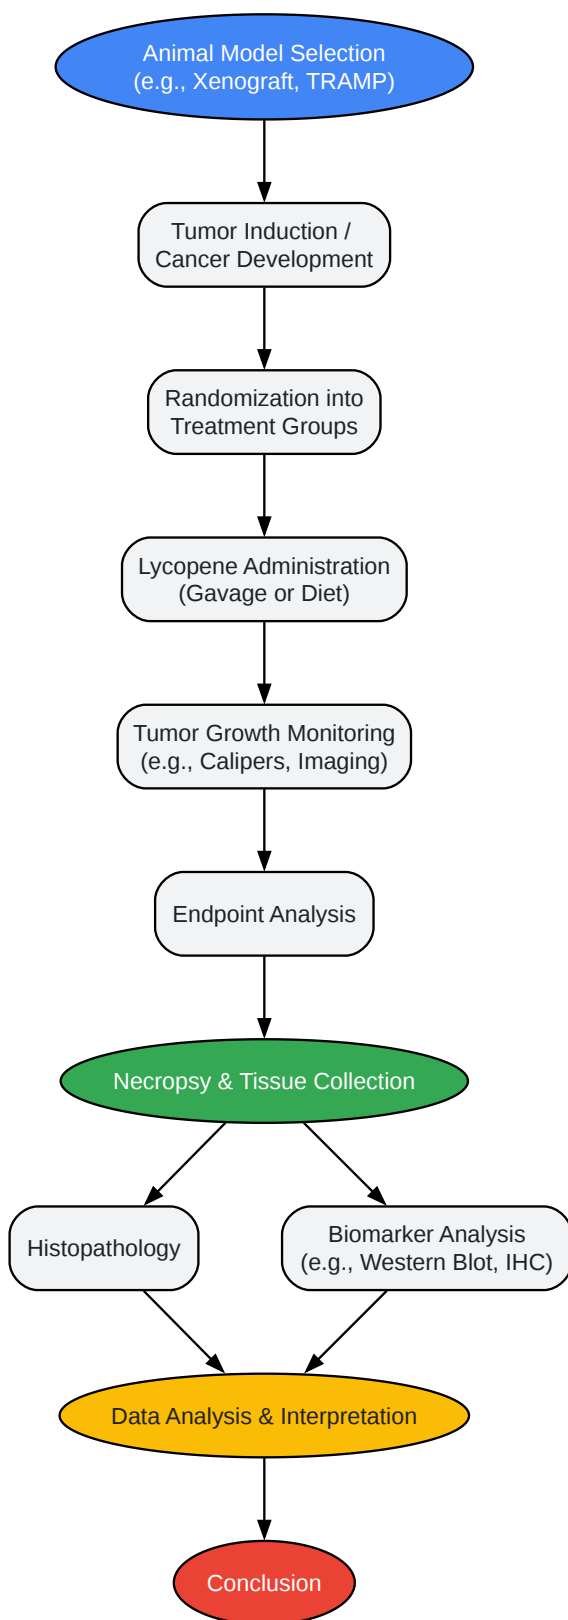 Animal Model Selection
(e.g., Xenograft, TRAMP)
Tumor Induction /
Cancer Development
Randomization into
Treatment Groups
Lycopene Administration
(Gavage or Diet)
Tumor Growth Monitoring
(e.g., Calipers, Imaging)
Endpoint Analysis
Necropsy & Tissue Collection
Histopathology
Biomarker Analysis
(e.g., Western Blot, IHC)
Data Analysis & Interpretation
Conclusion